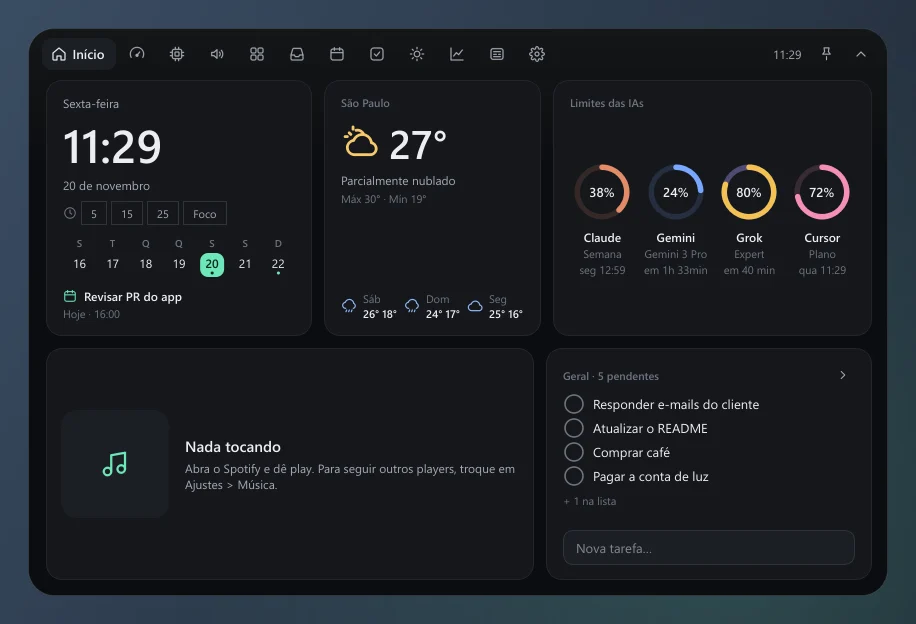 Início
11:29
Sexta-feira
11:29
20 de novembro
5 15 25 Foco
S T Q Q S S D
16 17 18 19 20 21 22
Revisar PR do app
Hoje · 16:00
São Paulo
27°
Parcialmente nublado
Máx 30° · Mín 19°
Sáb Dom Seg
26° 18° 24° 17° 25° 16°
Limites das IAs
38% 24% 80% 72%
Claude Gemini Grok Cursor
Semana Gemini 3 Pro Expert Plano
seg 12:59 em 1h 33min em 40 min qua 11:29
Nada tocando
Abra o Spotify e dê play. Para seguir outros players, troque em
Ajustes > Música.
Geral · 5 pendentes
Responder e-mails do cliente
Atualizar o README
Comprar café
Pagar a conta de luz
+ 1 na lista
Nova tarefa...